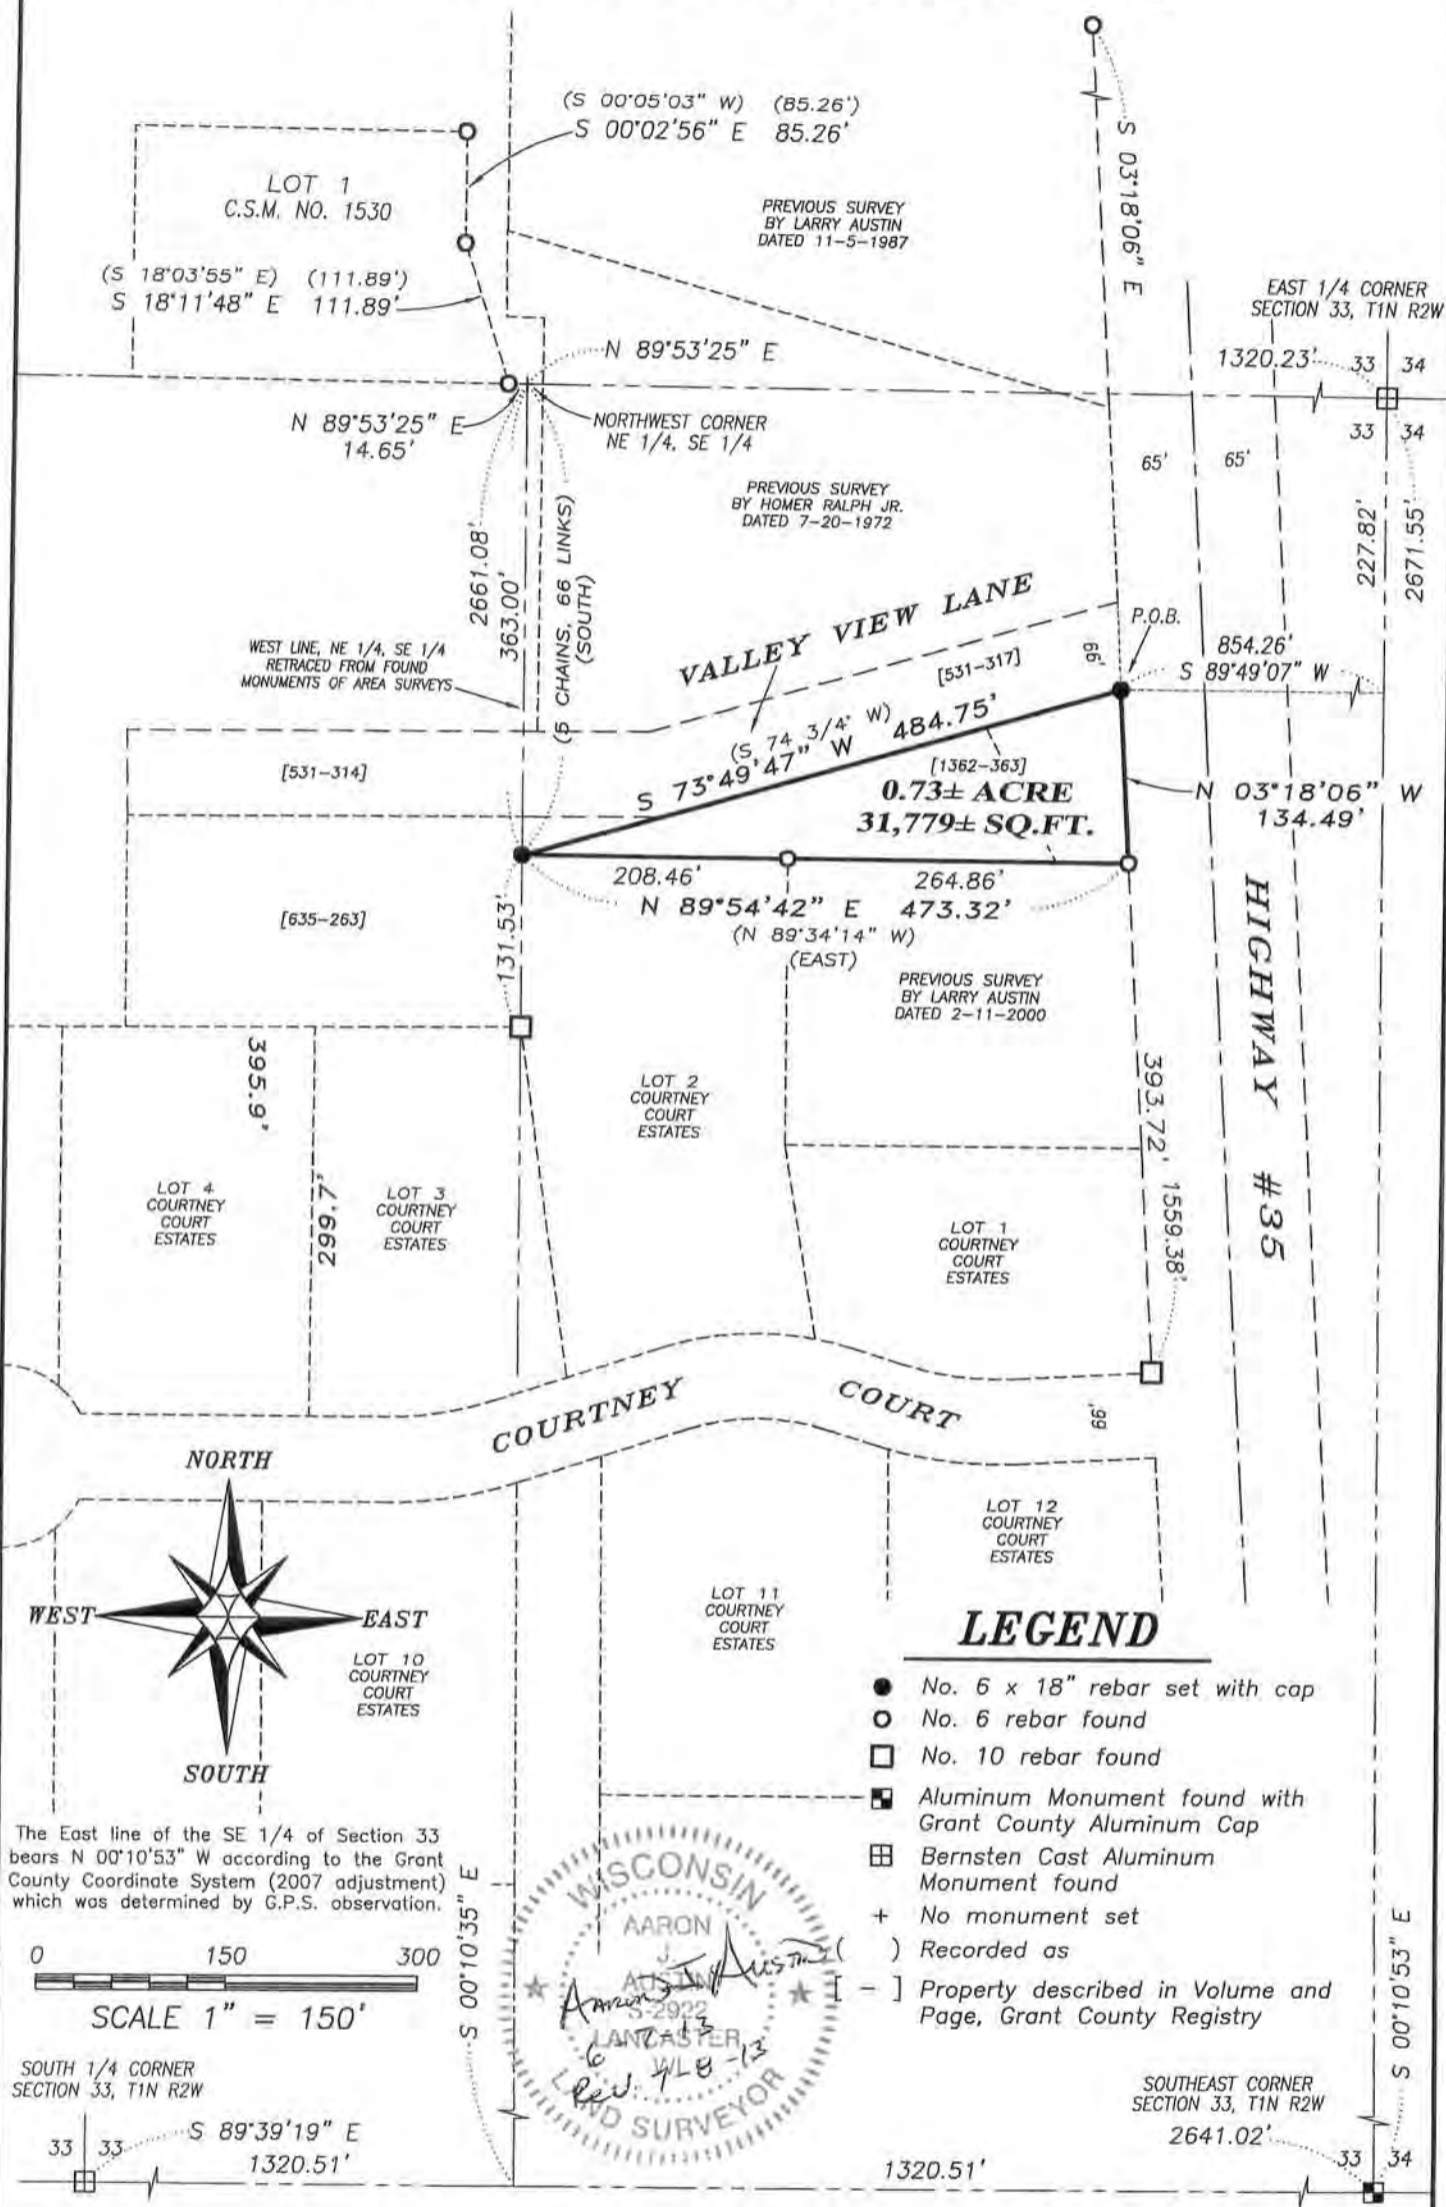 (S 00°05'03" W) (85.26')
S 00°02'56" E 85.26'
LOT 1
C.S.M. NO. 1530
PREVIOUS SURVEY
BY LARRY AUSTIN
DATED 11-5-1987
S 03°18'06" E
(S 18°03'55" E) (111.89')
S 18°11'48" E 111.89'
EAST 1/4 CORNER
SECTION 33, T1N R2W
N 89°53'25" E
1320.23'
33 34
33 34
N 89°53'25" E
14.65'
NORTHWEST CORNER
NE 1/4, SE 1/4
65' 65'
PREVIOUS SURVEY
BY HOMER RALPH JR.
DATED 7-20-1972
2661.08'
363.00'
(5 CHAINS, 66 LINKS)
(SOUTH)
227.82'
2671.55'
VALLEY VIEW LANE
WEST LINE, NE 1/4, SE 1/4
RETRACED FROM FOUND
MONUMENTS OF AREA SURVEYS
[531-317]
66'
P.O.B.
854.26'
S 89°49'07" W
(S 74 3/4° W)
S 73°49'47" W 484.75'
[531-314]
[1362-363]
0.73± ACRE
31,779± SQ.FT.
N 03°18'06" W
134.49'
208.46' 264.86'
N 89°54'42" E 473.32'
(N 89°34'14" W)
(EAST)
[635-263]
131.53'
HIGHWAY #35
PREVIOUS SURVEY
BY LARRY AUSTIN
DATED 2-11-2000
395.9'
299.7'
393.72'
1559.38'
LOT 2
COURTNEY
COURT
ESTATES
LOT 4
COURTNEY
COURT
ESTATES
LOT 3
COURTNEY
COURT
ESTATES
LOT 1
COURTNEY
COURT
ESTATES
COURTNEY COURT
66'
NORTH
WEST
EAST
SOUTH
LOT 12
COURTNEY
COURT
ESTATES
LOT 11
COURTNEY
COURT
ESTATES
LOT 10
COURTNEY
COURT
ESTATES
LEGEND
No. 6 x 18" rebar set with cap
No. 6 rebar found
No. 10 rebar found
Aluminum Monument found with
Grant County Aluminum Cap
Bernsten Cast Aluminum
Monument found
+ No monument set
( ) Recorded as
[ - ] Property described in Volume and
Page, Grant County Registry
The East line of the SE 1/4 of Section 33
bears N 00°10'53" W according to the Grant
County Coordinate System (2007 adjustment)
which was determined by G.P.S. observation.
0 150 300
SCALE 1" = 150'
S 00°10'35" E
WISCONSIN
AARON
J.
AUSTIN
S-2922
LANCASTER,
WI.
LAND SURVEYOR
Aaron J Austin
6-7-13
S 00°10'53" E
SOUTH 1/4 CORNER
SECTION 33, T1N R2W
33 33
S 89°39'19" E
1320.51'
1320.51'
SOUTHEAST CORNER
SECTION 33, T1N R2W
2641.02'
33 34